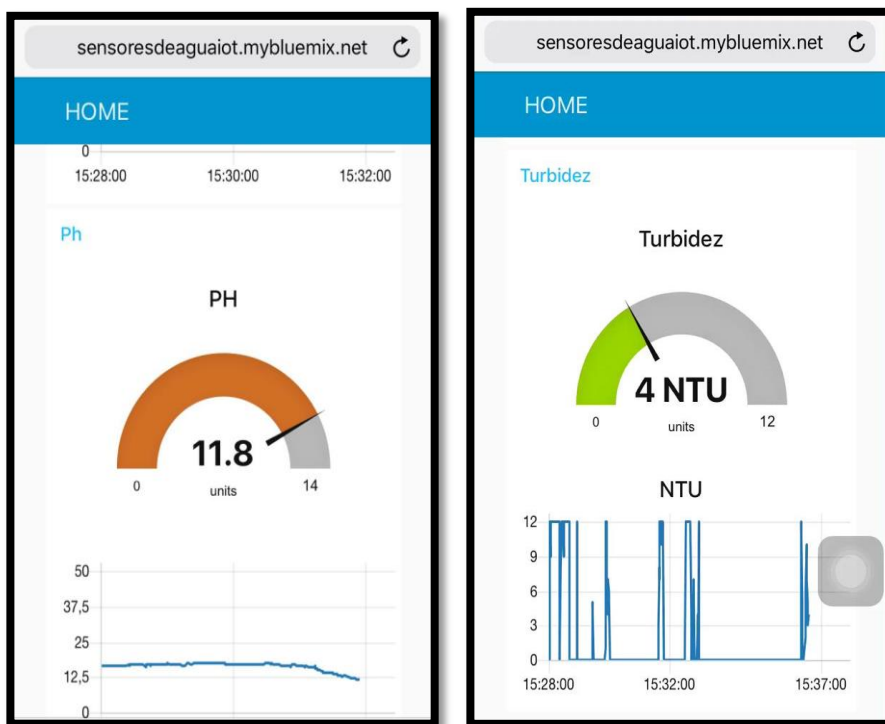 sensoresdeaguaiot.mybluemix.net
HOME
0
15:28:00 15:30:00 15:32:00
Ph
PH
11.8
0 units 14
50
37,5
25
12,5
0
sensoresdeaguaiot.mybluemix.net
HOME
Turbidez
Turbidez
4 NTU
0 units 12
NTU
12
9
6
3
0
15:28:00 15:32:00 15:37:00